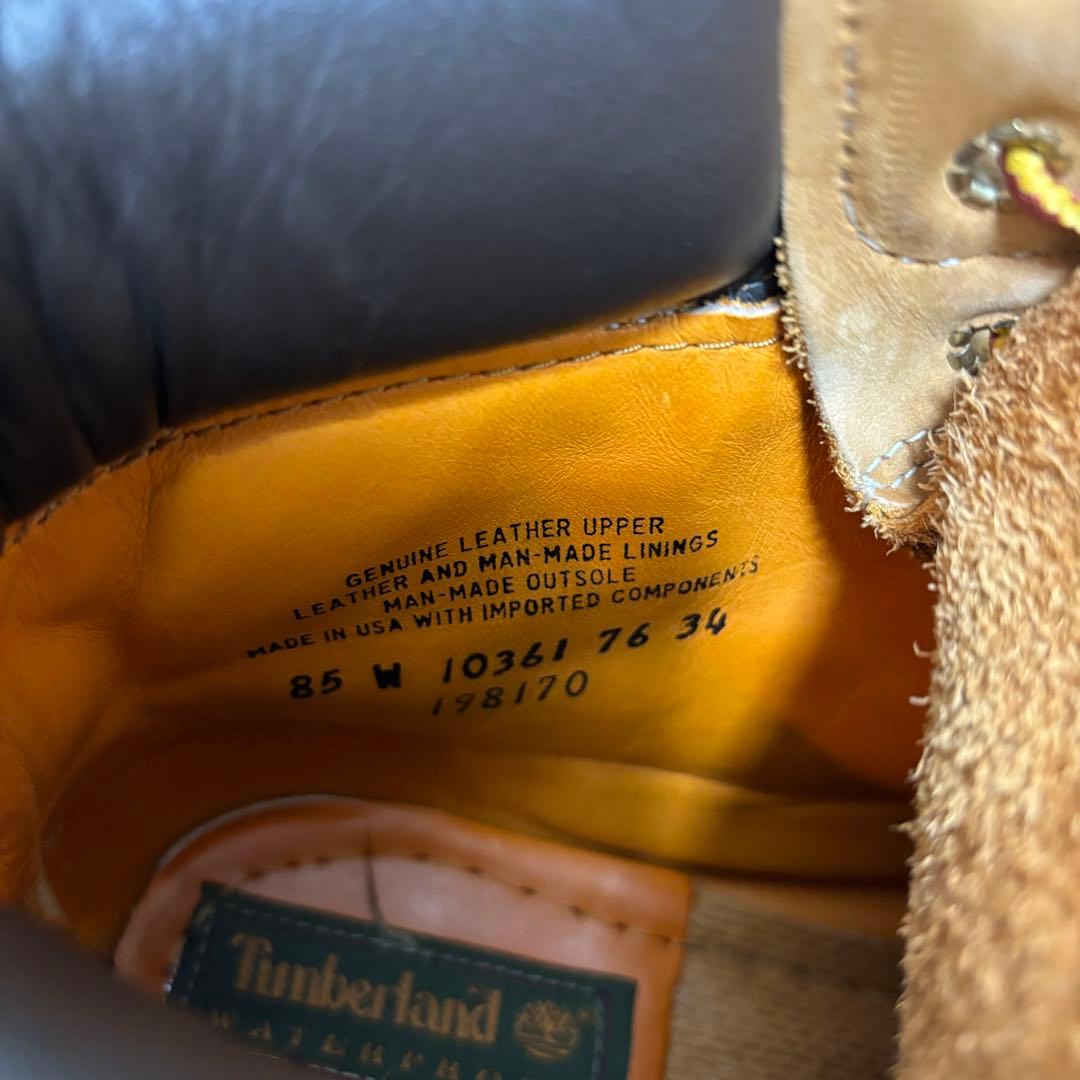 GENUINE LEATHER UPPER
LEATHER AND MAN-MADE LININGS
MAN-MADE OUTSOLE
MADE IN USA WITH IMPORTED COMPONENTS
85 W 10361 76 34
198170
Timberland